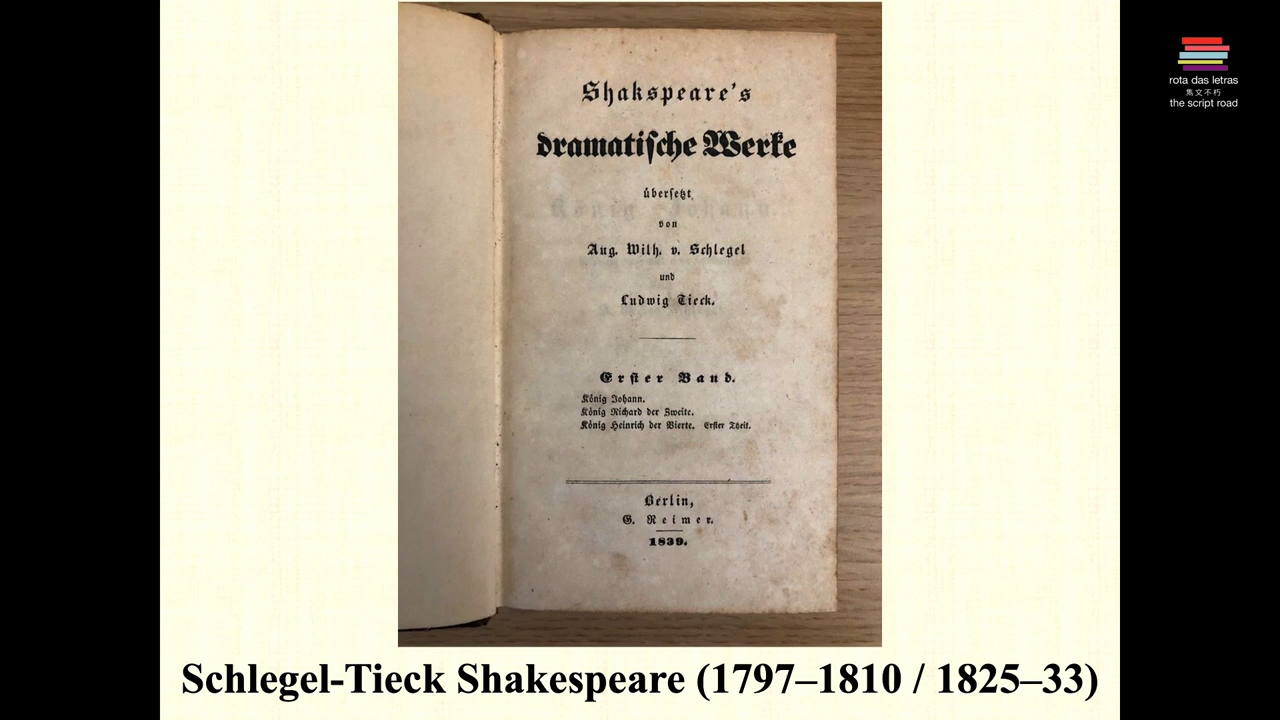 Shakspeare's
dramatische Werke
übersetzt
von
Aug. Wilh. v. Schlegel
und
Ludwig Tieck.
Erster Band.
König Johann.
König Richard der Zweite.
König Heinrich der Vierte. Erster Theil.
Berlin,
G. Reimer.
1839.
Schlegel-Tieck Shakespeare (1797–1810 / 1825–33)
rota das letras
雋文不朽
the script road